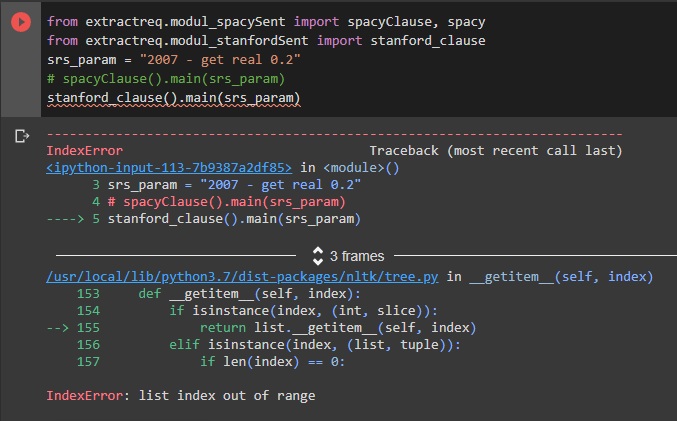 from extractreq.modul_spacySent import spacyClause, spacy
from extractreq.modul_stanfordSent import stanford_clause
srs_param = "2007 - get real 0.2"
# spacyClause().main(srs_param)
stanford_clause().main(srs_param)
---------------------------------------------------------------------------
IndexError                                Traceback (most recent call last)
<ipython-input-113-7b9387a2df85> in <module>()
      3 srs_param = "2007 - get real 0.2"
      4 # spacyClause().main(srs_param)
----> 5 stanford_clause().main(srs_param)
3 frames
/usr/local/lib/python3.7/dist-packages/nltk/tree.py in __getitem__(self, index)
    153     def __getitem__(self, index):
    154         if isinstance(index, (int, slice)):
--> 155             return list.__getitem__(self, index)
    156         elif isinstance(index, (list, tuple)):
    157             if len(index) == 0:
IndexError: list index out of range